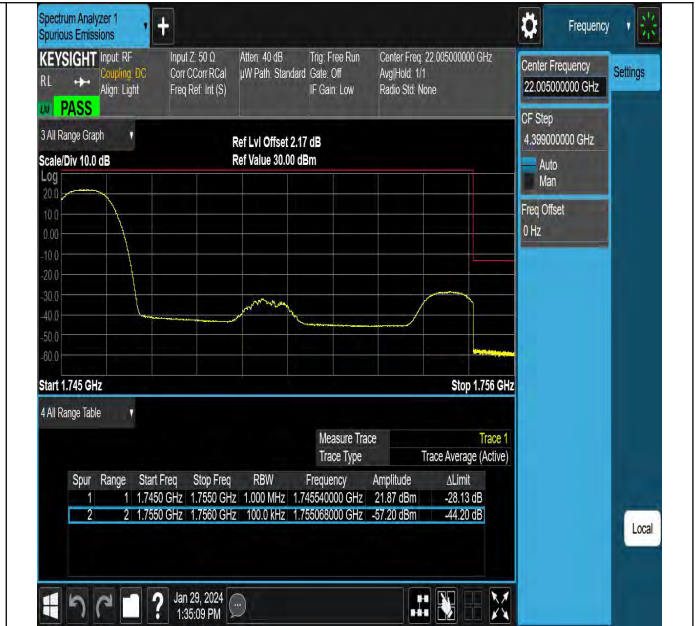 Spectrum Analyzer 1
Spurious Emissions
Frequency
KEYSIGHT
RL
LNI PASS
Input: RF
Coupling: DC
Align: Light
Input Z: 50 Ω
Corr CCorr RCal
Freq Ref: Int (S)
Atten: 40 dB
µW Path: Standard
Trig: Free Run
Gate: Off
IF Gain: Low
Center Freq: 22.005000000 GHz
Avg|Hold: 1/1
Radio Std: None
Center Frequency
22.005000000 GHz
Settings
CF Step
4.399000000 GHz
Auto
Man
Freq Offset
0 Hz
3 All Range Graph
Scale/Div 10.0 dB
Ref Lvl Offset 2.17 dB
Ref Value 30.00 dBm
Log
20.0
10.0
0.00
-10.0
-20.0
-30.0
-40.0
-50.0
-60.0
Start 1.745 GHz
Stop 1.756 GHz
4 All Range Table
Measure Trace Trace 1
Trace Type Trace Average (Active)
Spur Range Start Freq Stop Freq RBW Frequency Amplitude ΔLimit
1 1 1.7450 GHz 1.7550 GHz 1.000 MHz 1.745540000 GHz 21.87 dBm -28.13 dB
2 2 1.7550 GHz 1.7560 GHz 100.0 kHz 1.755068000 GHz -57.20 dBm -44.20 dB
Local
Jan 29, 2024
1:35:09 PM